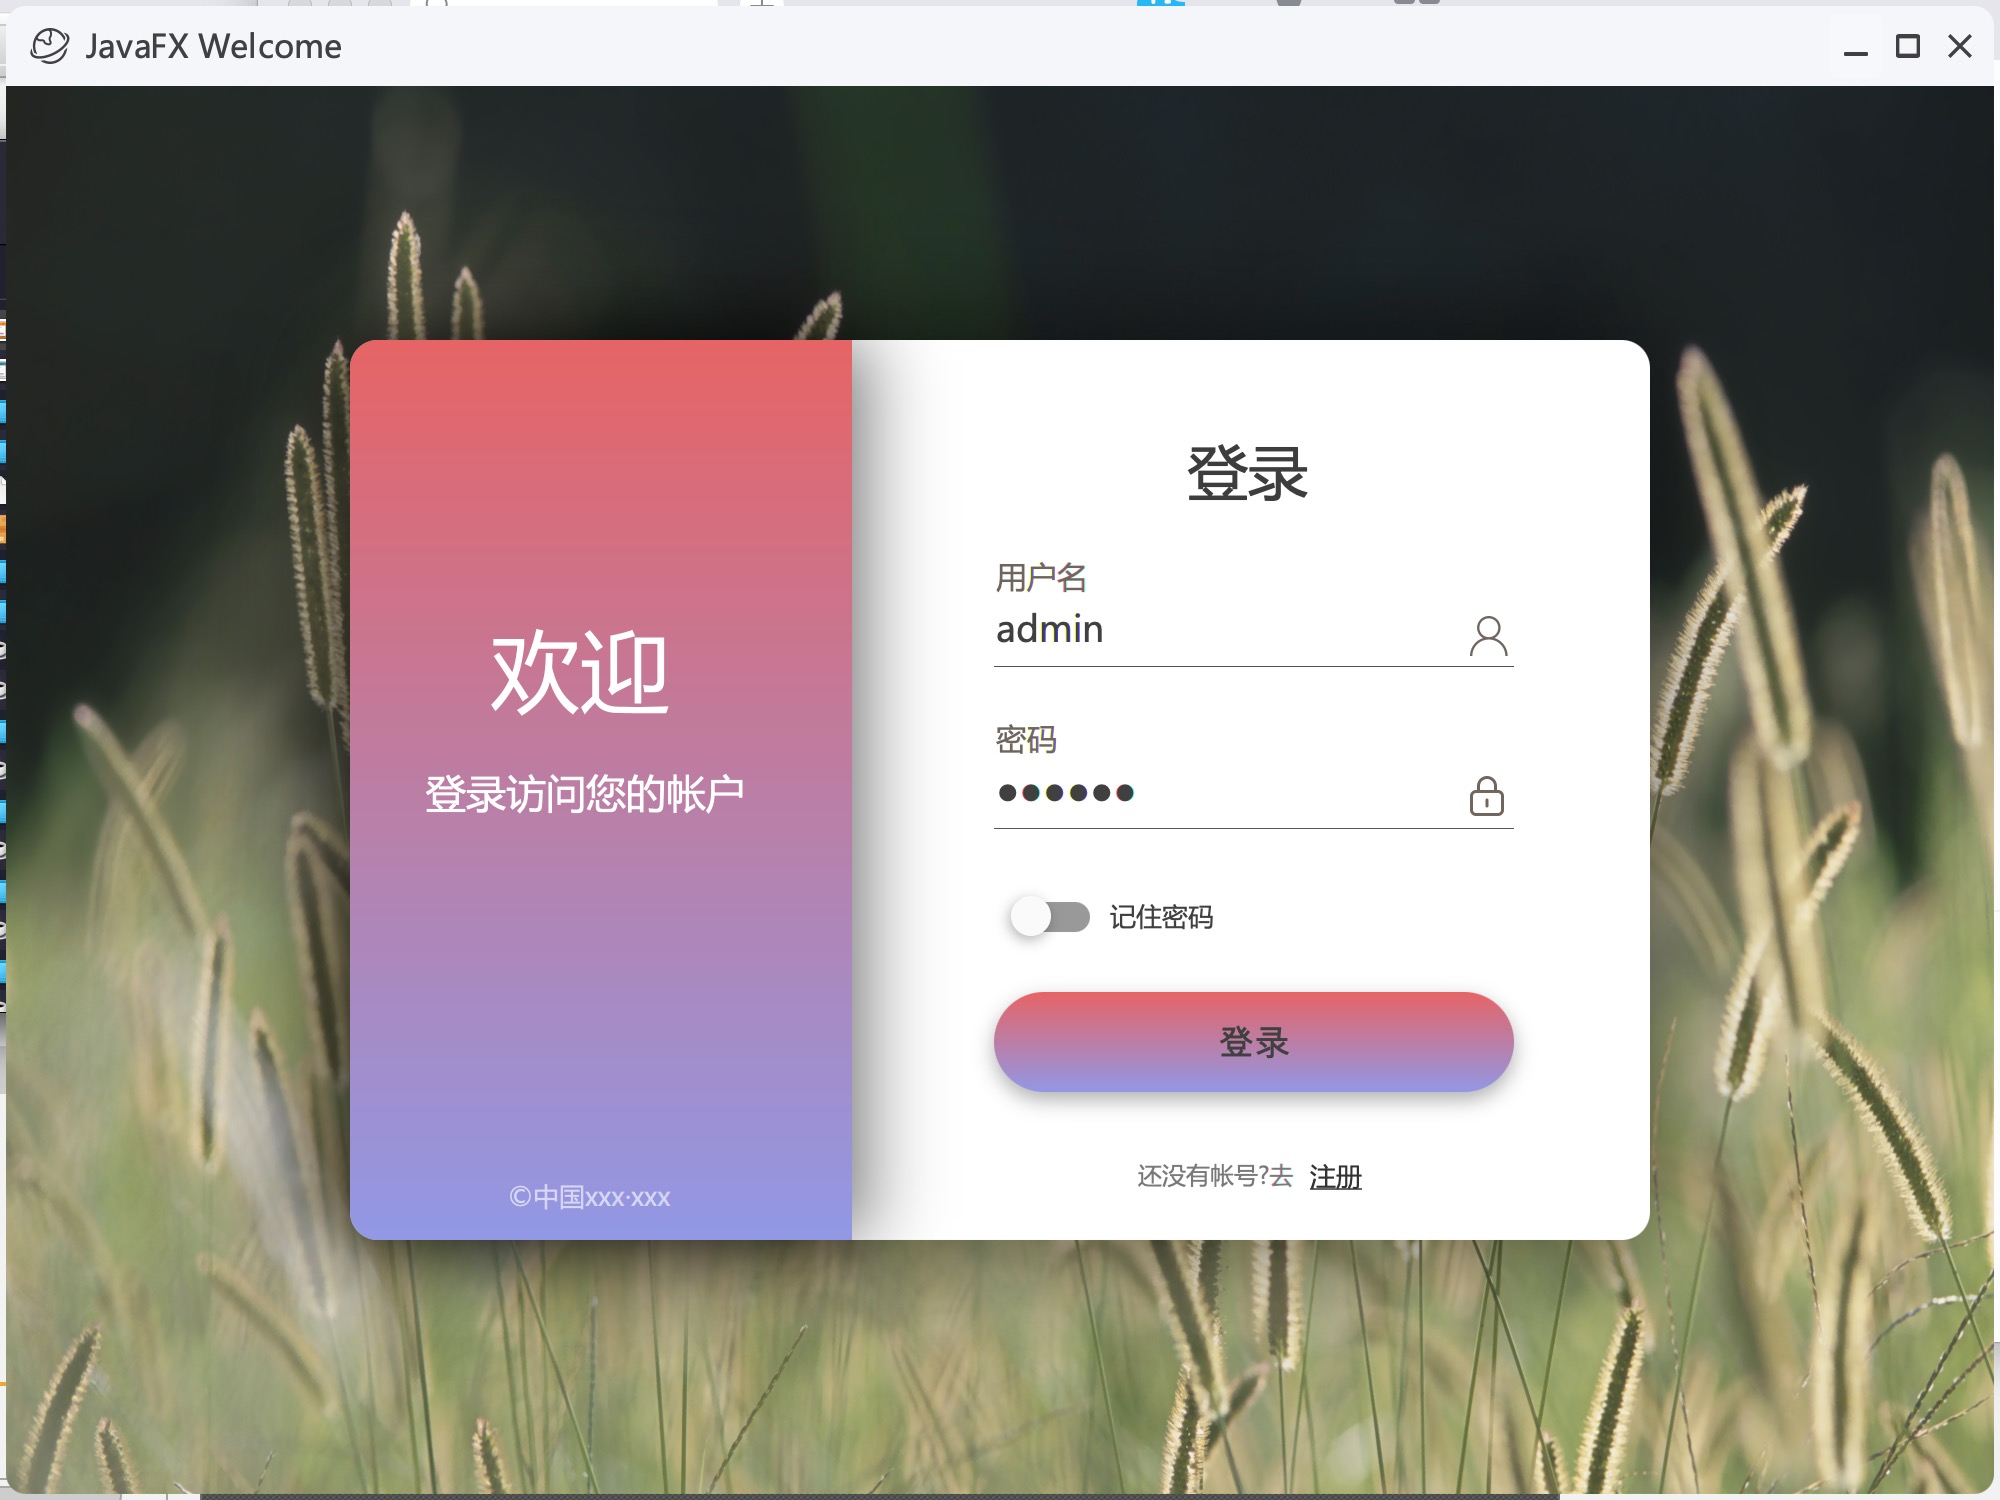 JavaFX Welcome
欢迎
登录访问您的帐户
©中国xxx·xxx
登录
用户名
admin
密码
●●●●●●
记住密码
登录
还没有帐号?去 注册